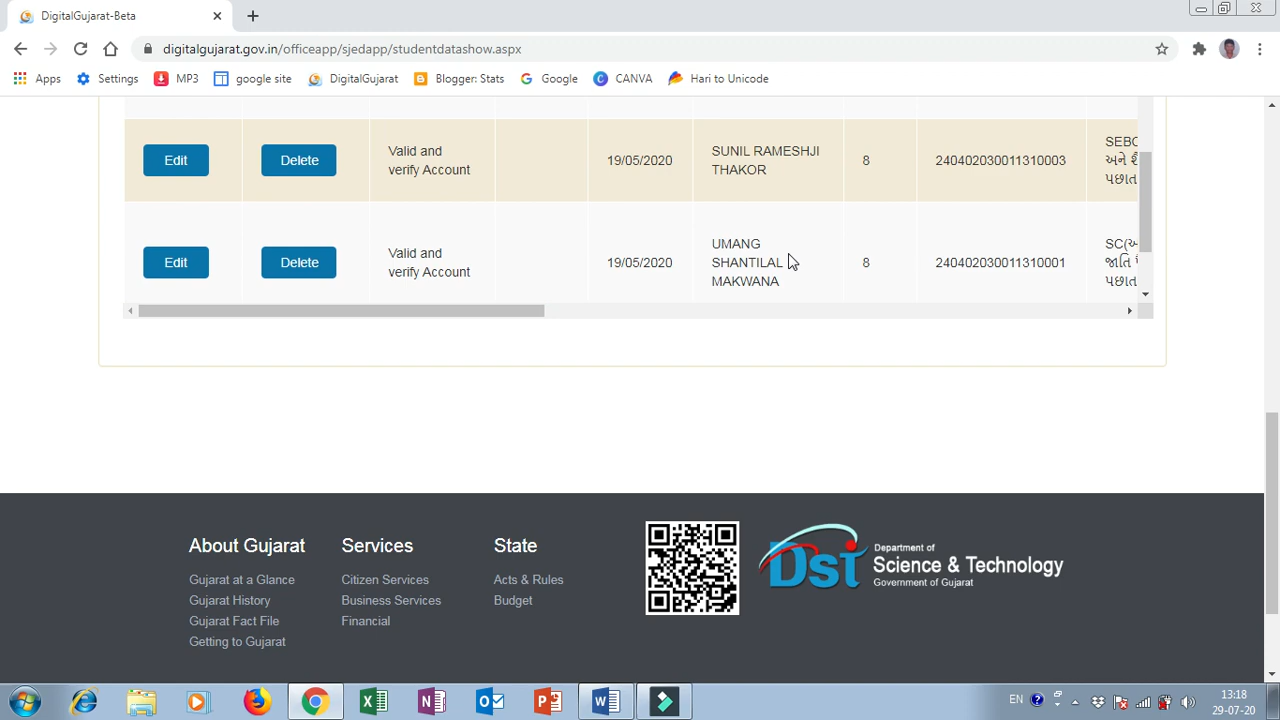 DigitalGujarat-Beta
digitalgujarat.gov.in/officeapp/sjedapp/studentdatashow.aspx
Apps Settings MP3 google site DigitalGujarat Blogger: Stats Google CANVA Hari to Unicode
Edit Delete Valid and verify Account 19/05/2020 SUNIL RAMESHJI THAKOR 8 240402030011310003 SEBC
અને
પછાત
Edit Delete Valid and verify Account 19/05/2020 UMANG SHANTILAL MAKWANA 8 240402030011310001
જાતિ
પછાત
About Gujarat Services State
Gujarat at a Glance Citizen Services Acts & Rules
Gujarat History Business Services Budget
Gujarat Fact File Financial
Getting to Gujarat
Dst Department of
Science & Technology
Government of Gujarat
EN 13:18
29-07-20